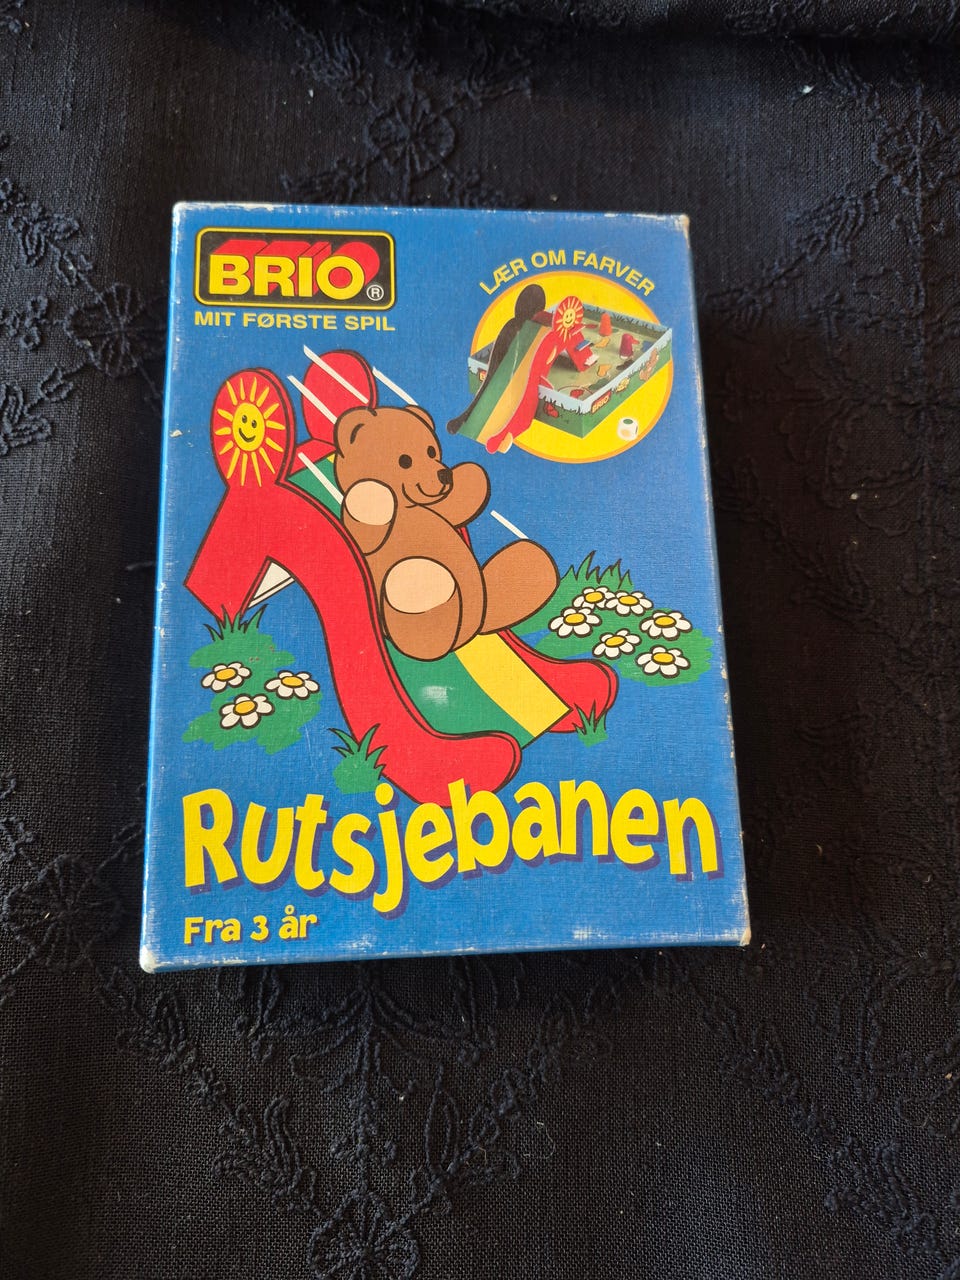 BRIO®
MIT FØRSTE SPIL
LÆR OM FARVER
BRIO
Rutsjebanen
Fra 3 år